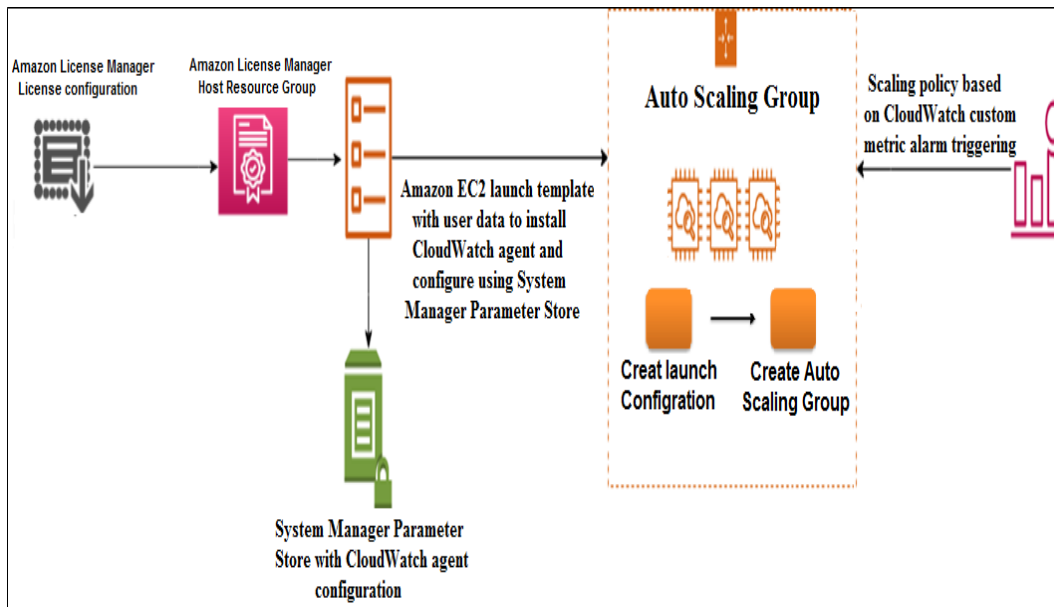 Amazon License Manager
License configuration
Amazon License Manager
Host Resource Group
Amazon EC2 launch template
with user data to install
CloudWatch agent and
configure using System
Manager Parameter Store
System Manager Parameter
Store with CloudWatch agent
configuration
Auto Scaling Group
Creat launch
Configration
Create Auto
Scaling Group
Scaling policy based
on CloudWatch custom
metric alarm triggering